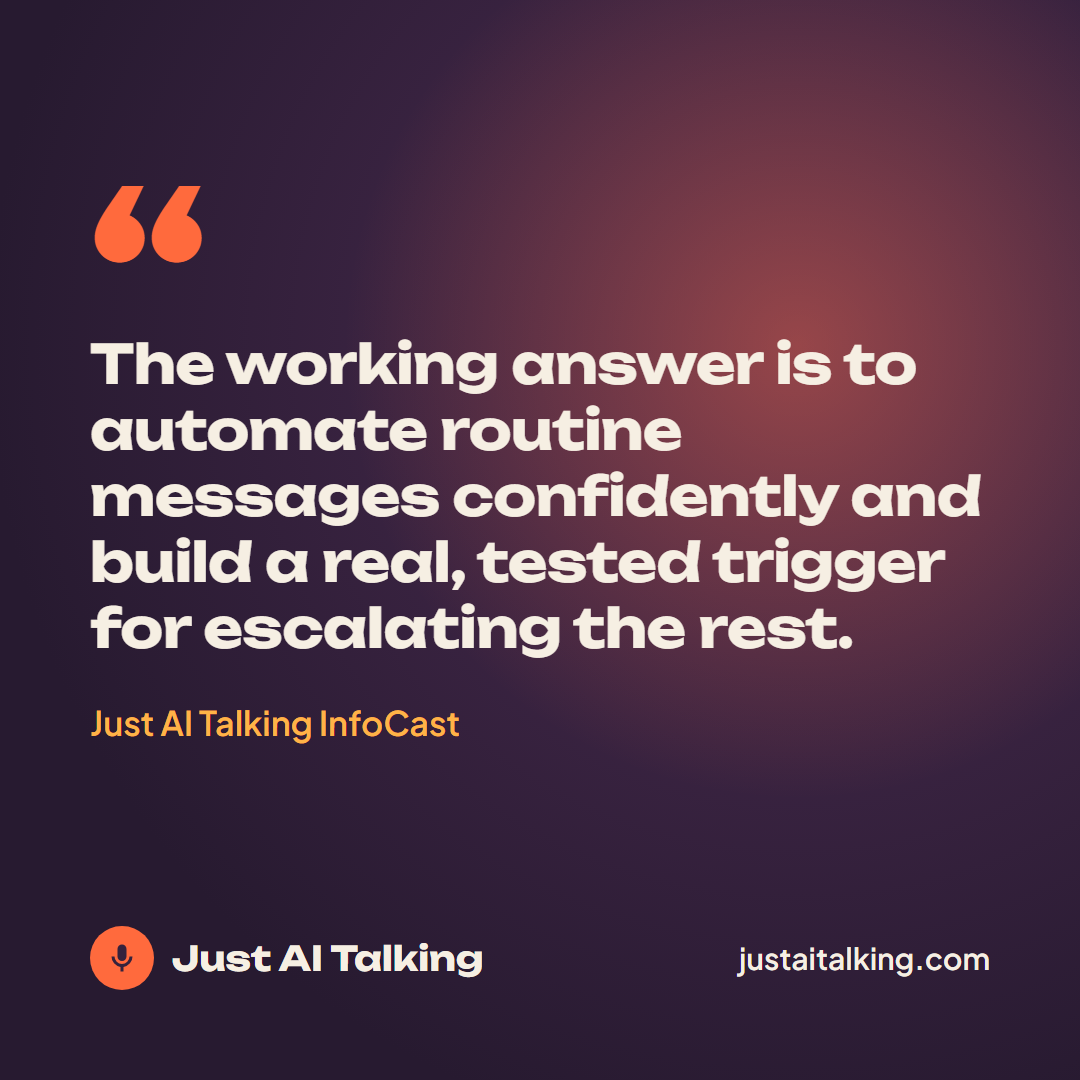 “
The working answer is to
automate routine
messages confidently and
build a real, tested trigger
for escalating the rest.
Just AI Talking InfoCast
Just AI Talking
justaitalking.com